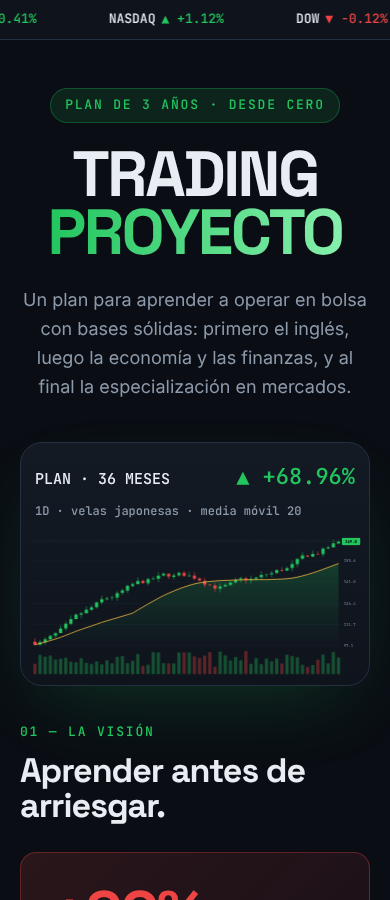 0.41% NASDAQ ▲ +1.12% DOW ▼ -0.12%
PLAN DE 3 AÑOS · DESDE CERO
TRADING
PROYECTO
Un plan para aprender a operar en bolsa
con bases sólidas: primero el inglés,
luego la economía y las finanzas, y al
final la especialización en mercados.
PLAN · 36 MESES ▲ +68.96%
1D · velas japonesas · media móvil 20
01 — LA VISIÓN
Aprender antes de
arriesgar.